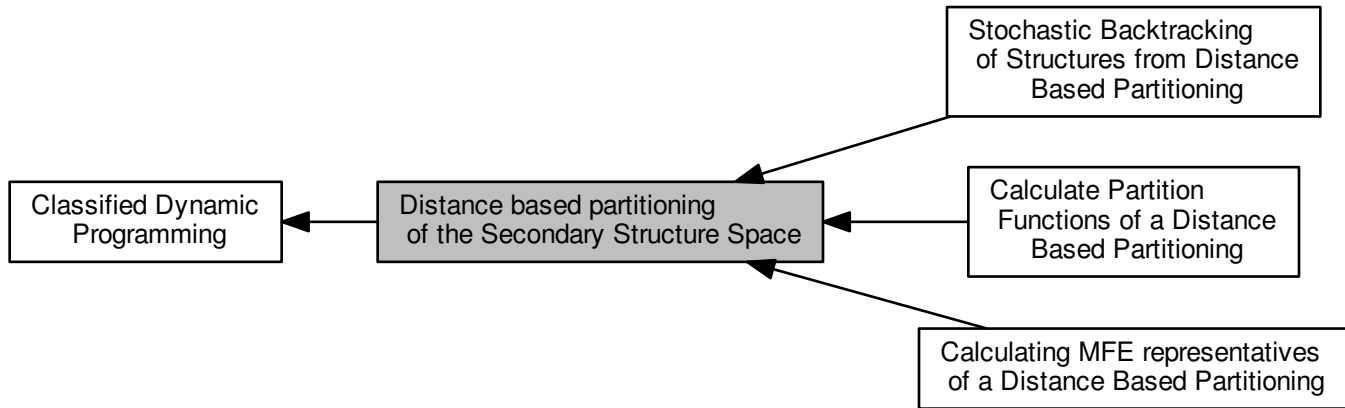 Stochastic Backtracking
of Structures from Distance
Based Partitioning
Classified Dynamic
Programming
Distance based partitioning
of the Secondary Structure Space
Calculate Partition
Functions of a Distance
Based Partitioning
Calculating MFE representatives
of a Distance Based Partitioning